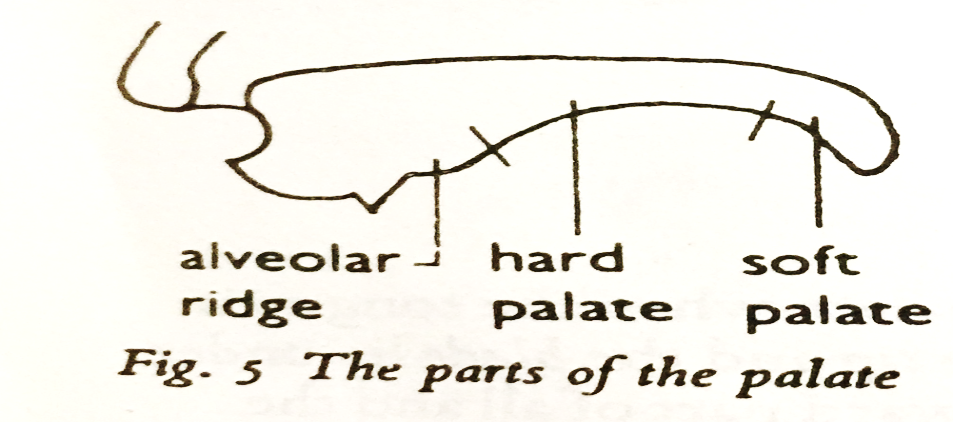 alveolar hard soft
ridge palate palate
Fig. 5 The parts of the palate